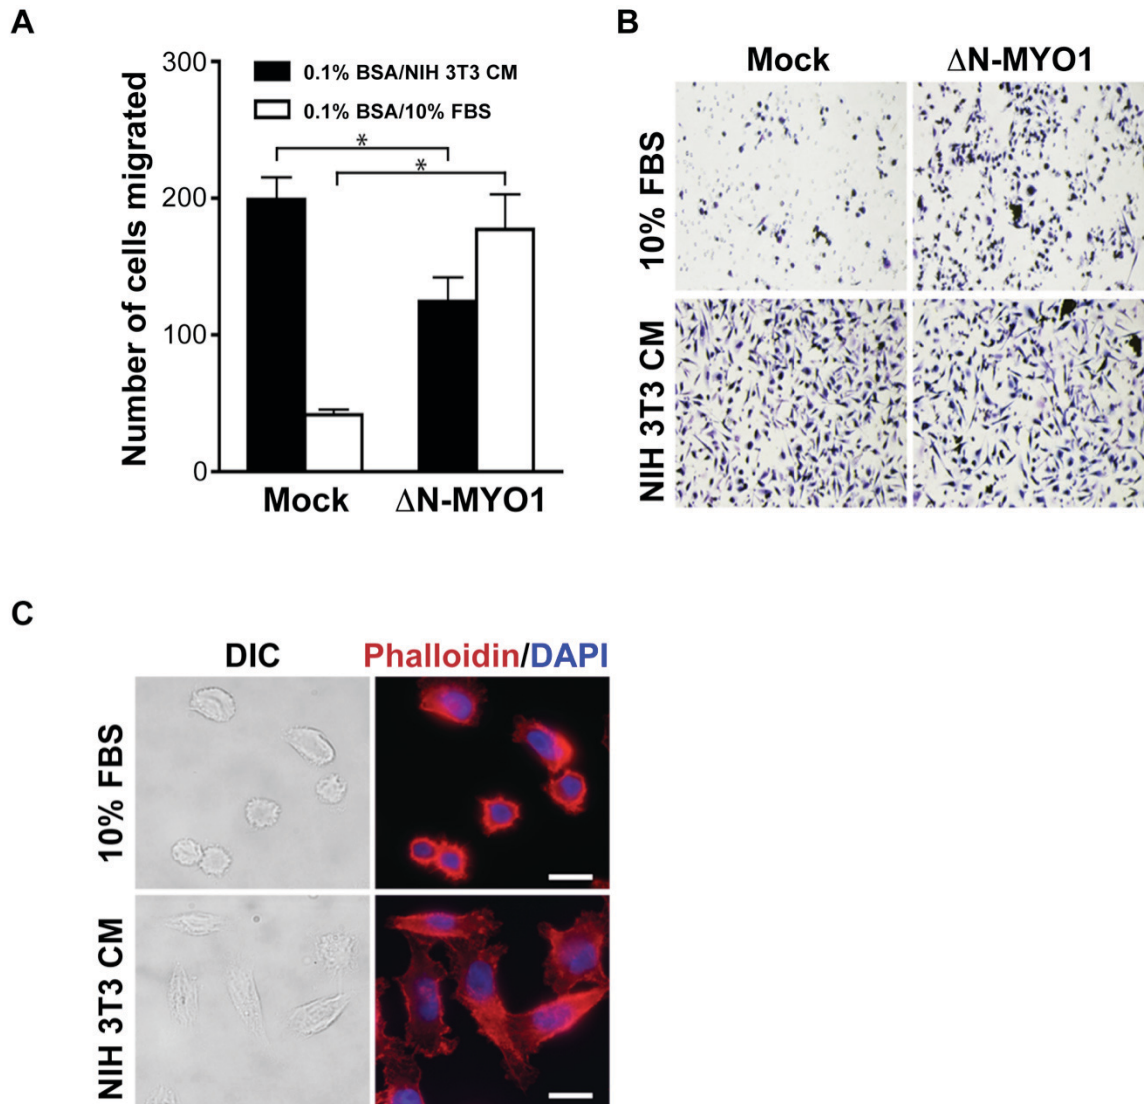 A
300
200
100
0
Number of cells migrated
0.1% BSA/NIH 3T3 CM
0.1% BSA/10% FBS
*
*
Mock
ΔN-MYO1
B
Mock
ΔN-MYO1
10% FBS
NIH 3T3 CM
C
DIC
Phalloidin/DAPI
10% FBS
NIH 3T3 CM